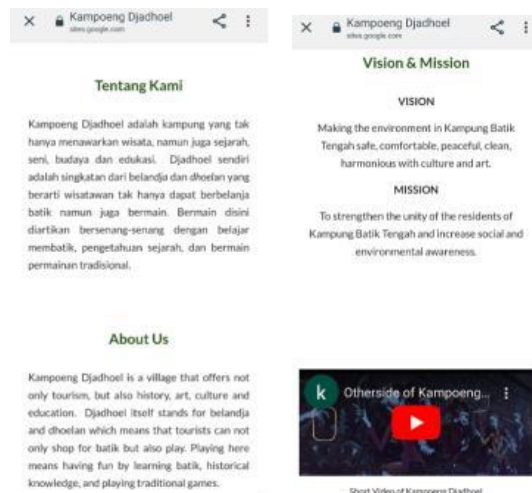 Kampoeng Djadhoel
sites.google.com
Tentang Kami
Kampoeng Djadhoel adalah kampung yang tak
hanya menawarkan wisata, namun juga sejarah,
seni, budaya dan edukasi. Djadhoel sendiri
adalah singkatan dari belandja dan dhoelan yang
berarti wisatawan tak hanya dapat berbelanja
batik namun juga bermain. Bermain disini
diartikan bersenang-senang dengan belajar
membatik, pengetahuan sejarah, dan bermain
permainan tradisional.
About Us
Kampoeng Djadhoel is a village that offers not
only tourism, but also history, art, culture and
education. Djadhoel itself stands for belandja
and dhoelan which means that tourists can not
only shop for batik but also play. Playing here
means having fun by learning batik, historical
knowledge, and playing traditional games.
Kampoeng Djadhoel
sites.google.com
Vision & Mission
VISION
Making the environment in Kampung Batik
Tengah safe, comfortable, peaceful, clean,
harmonious with culture and art.
MISSION
To strengthen the unity of the residents of
Kampung Batik Tengah and increase social and
environmental awareness.
k Otherside of Kampoeng...
Short Video of Kampoeng Djadhoel